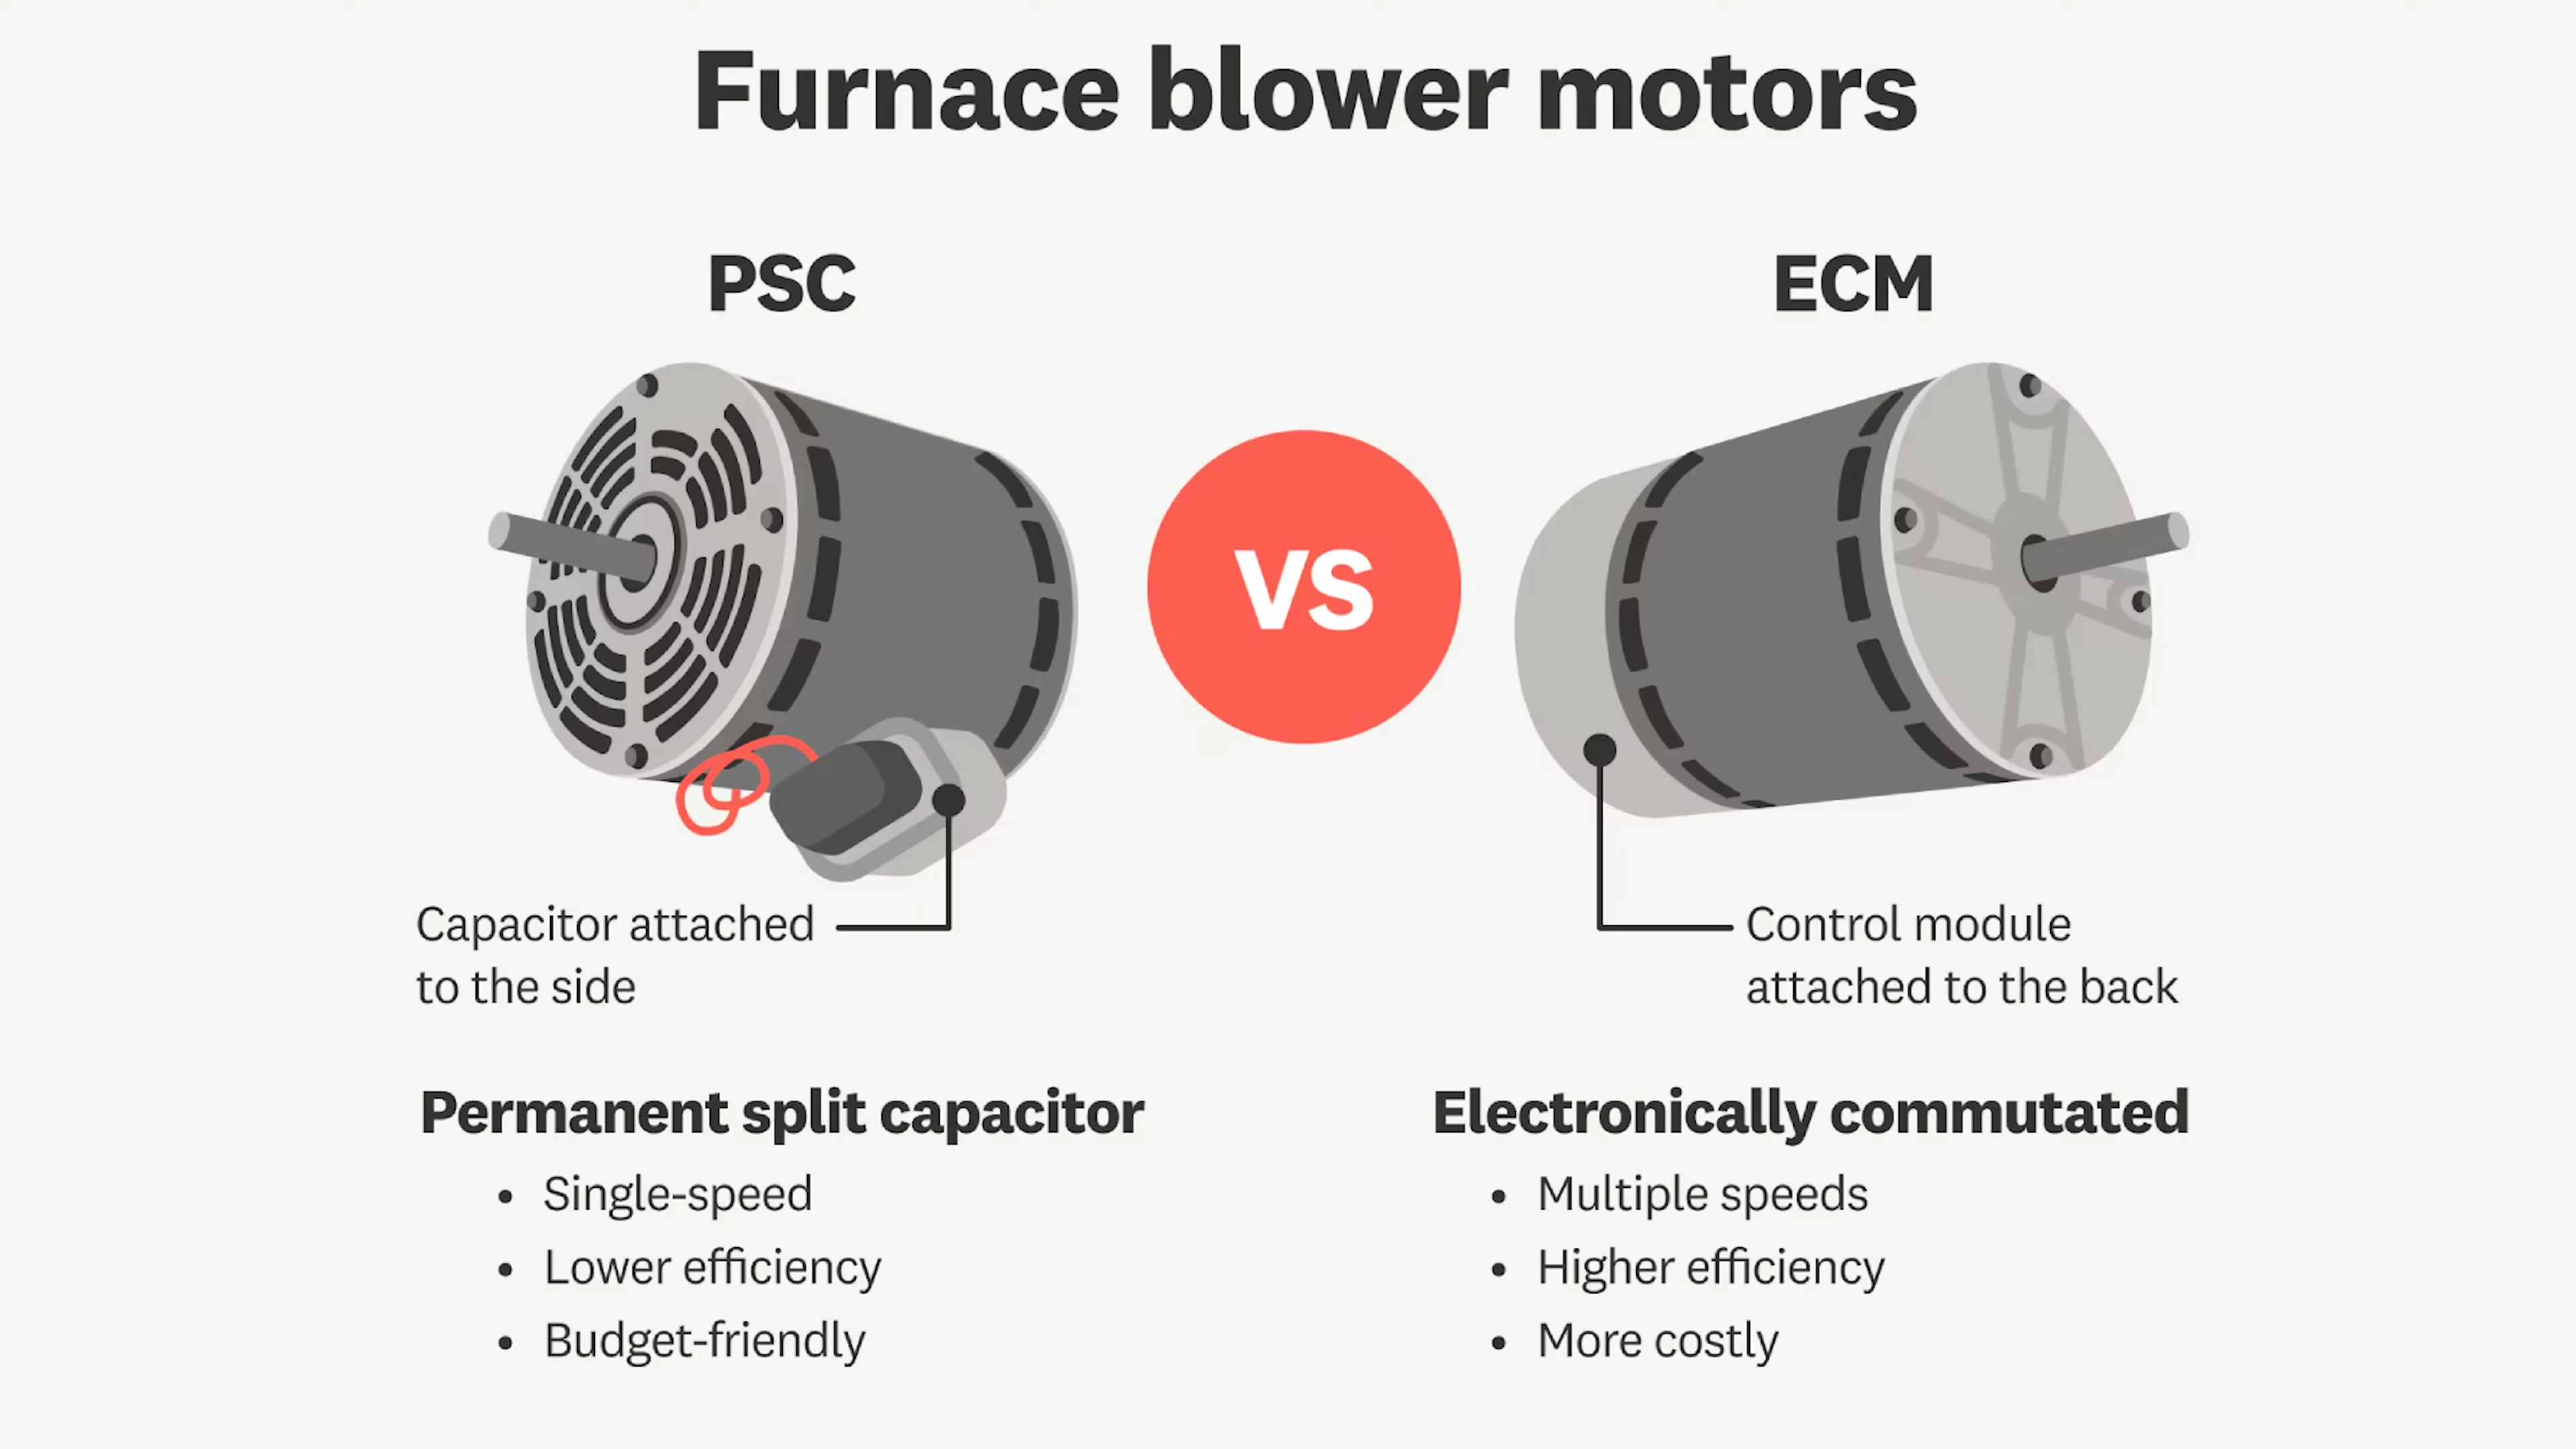 Furnace blower motors
PSC
ECM
VS
Capacitor attached
to the side
Control module
attached to the back
Permanent split capacitor
• Single-speed
• Lower efficiency
• Budget-friendly
Electronically commutated
• Multiple speeds
• Higher efficiency
• More costly